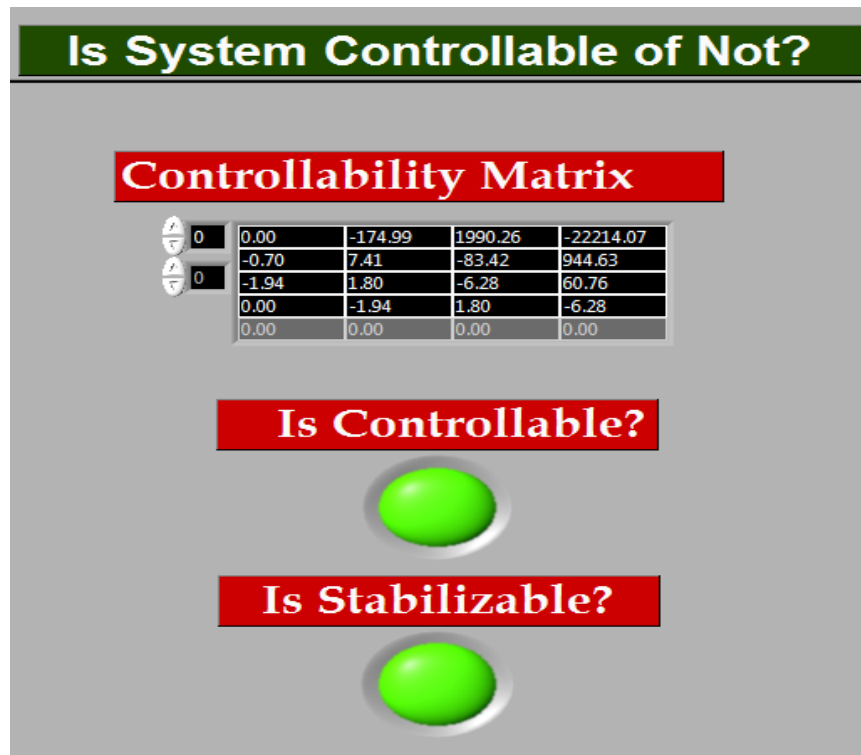 Is System Controllable of Not?
Controllability Matrix
0 0.00 -174.99 1990.26 -22214.07
-0.70 7.41 -83.42 944.63
0 -1.94 1.80 -6.28 60.76
0.00 -1.94 1.80 -6.28
0.00 0.00 0.00 0.00
Is Controllable?
Is Stabilizable?